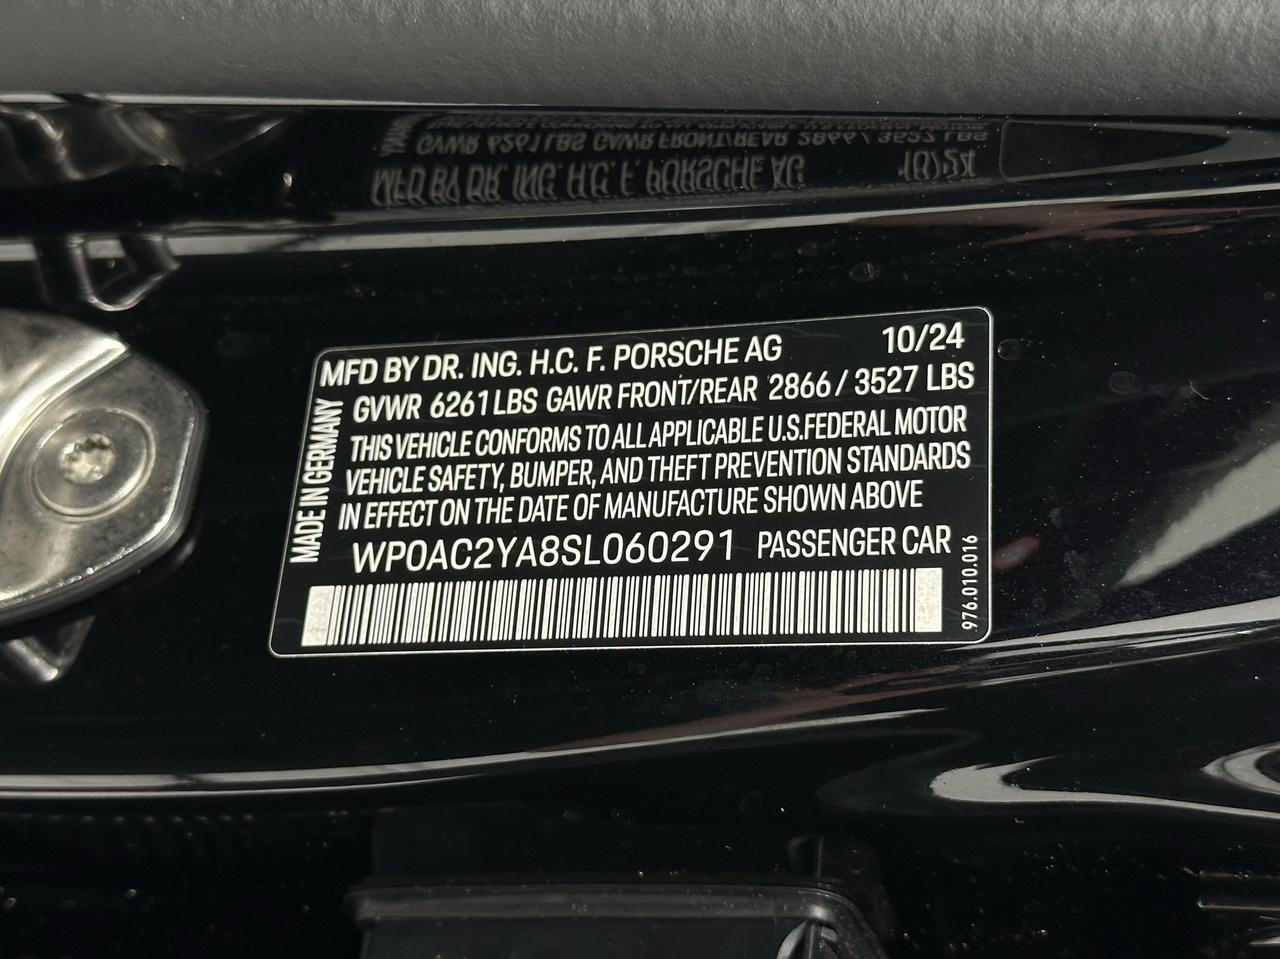 MFD BY DR. ING. H.C. F. PORSCHE AG 10/24
GVWR 6261 LBS GAWR FRONT/REAR 2866 / 3527 LBS
THIS VEHICLE CONFORMS TO ALL APPLICABLE U.S. FEDERAL MOTOR
VEHICLE SAFETY, BUMPER, AND THEFT PREVENTION STANDARDS
IN EFFECT ON THE DATE OF MANUFACTURE SHOWN ABOVE
WP0AC2YA8SL060291 PASSENGER CAR
MADE IN GERMANY
976.010.016